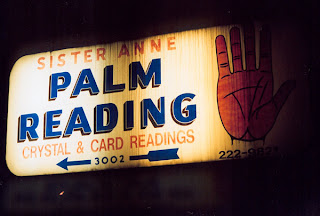 SISTER ANNE
PALM
READING
CRYSTAL & CARD READINGS
3002